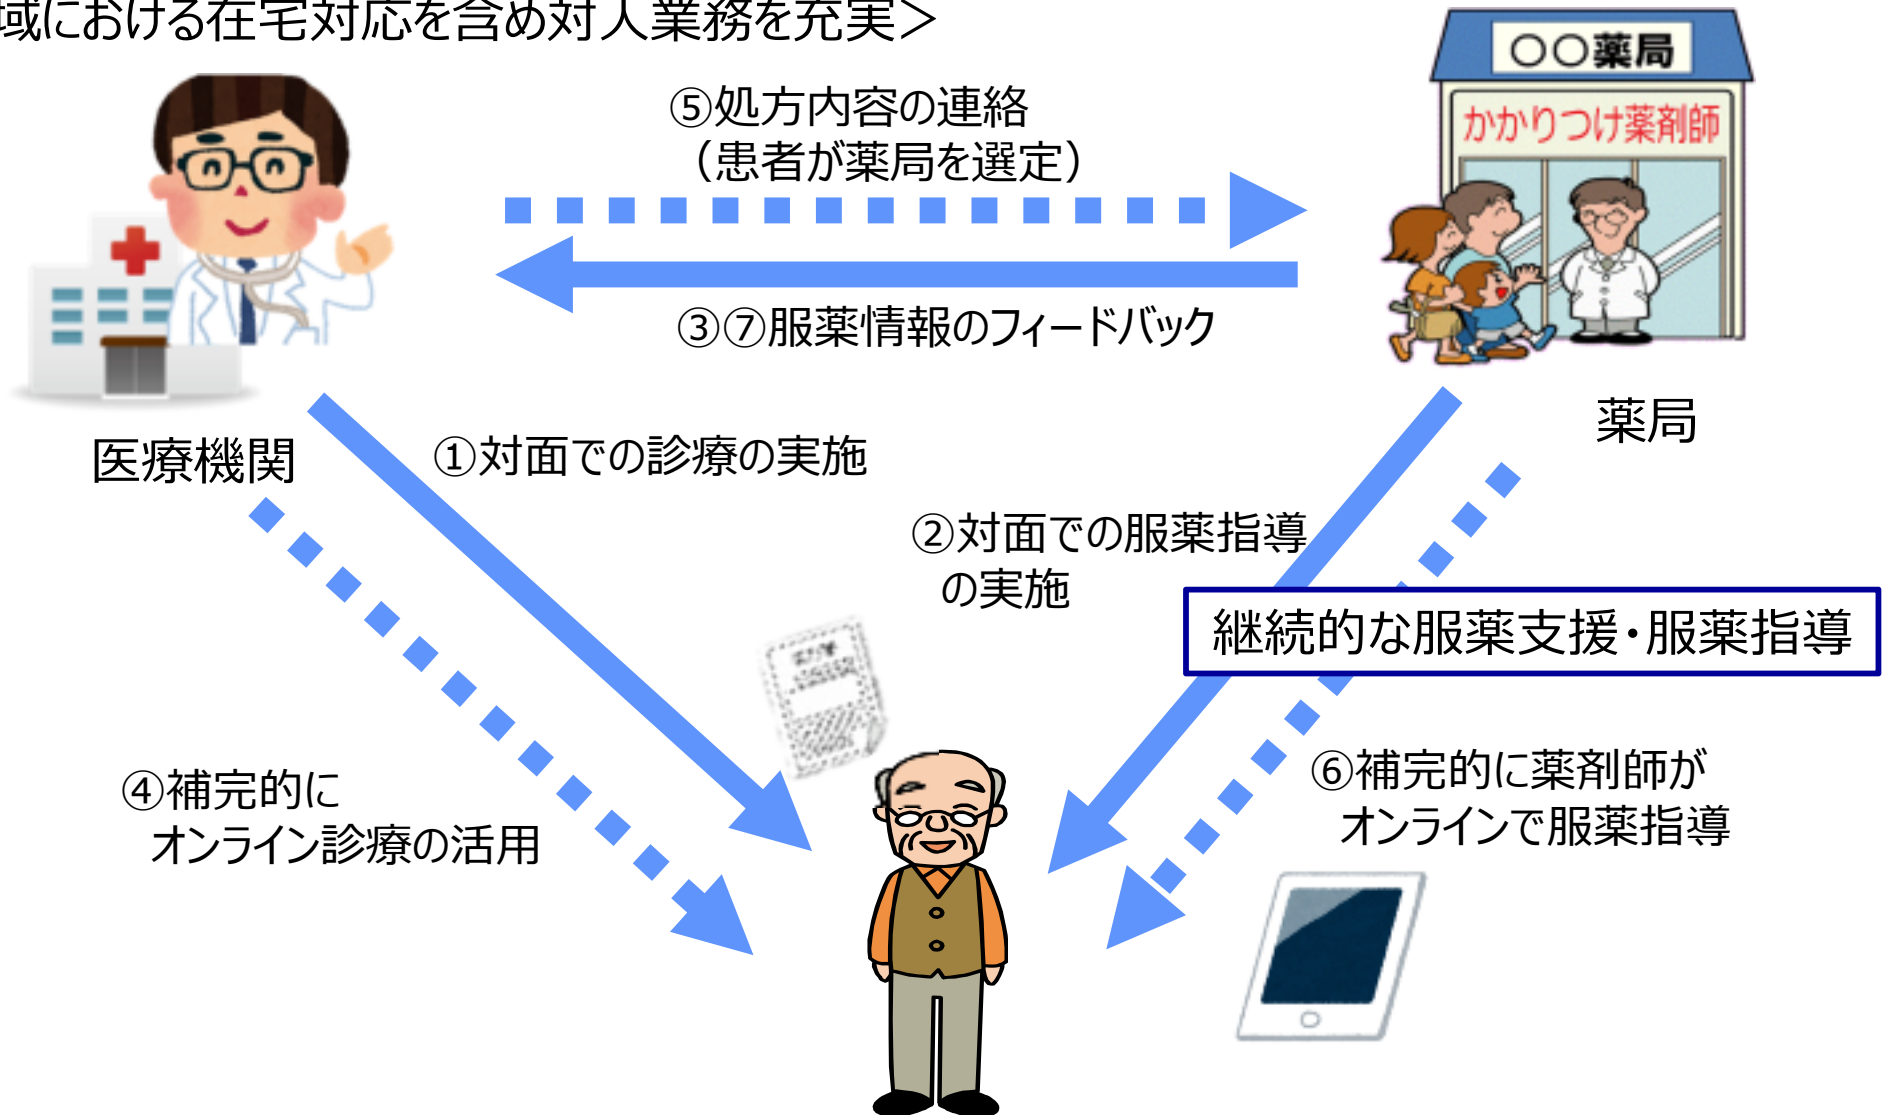 域における在宅対応を含め対人業務を充実＞
○○薬局
かかりつけ薬剤師
⑤処方内容の連絡
（患者が薬局を選定）
③⑦服薬情報のフィードバック
医療機関
薬局
①対面での診療の実施
②対面での服薬指導
の実施
継続的な服薬支援・服薬指導
④補完的に
オンライン診療の活用
⑥補完的に薬剤師が
オンラインで服薬指導